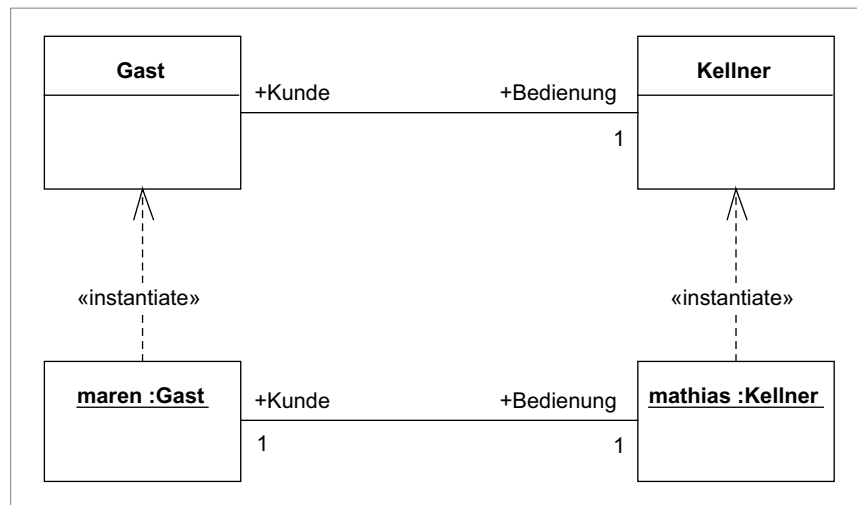 Gast
Kellner
+Kunde
+Bedienung
1
«instantiate»
«instantiate»
maren :Gast
mathias :Kellner
+Kunde
+Bedienung
1
1